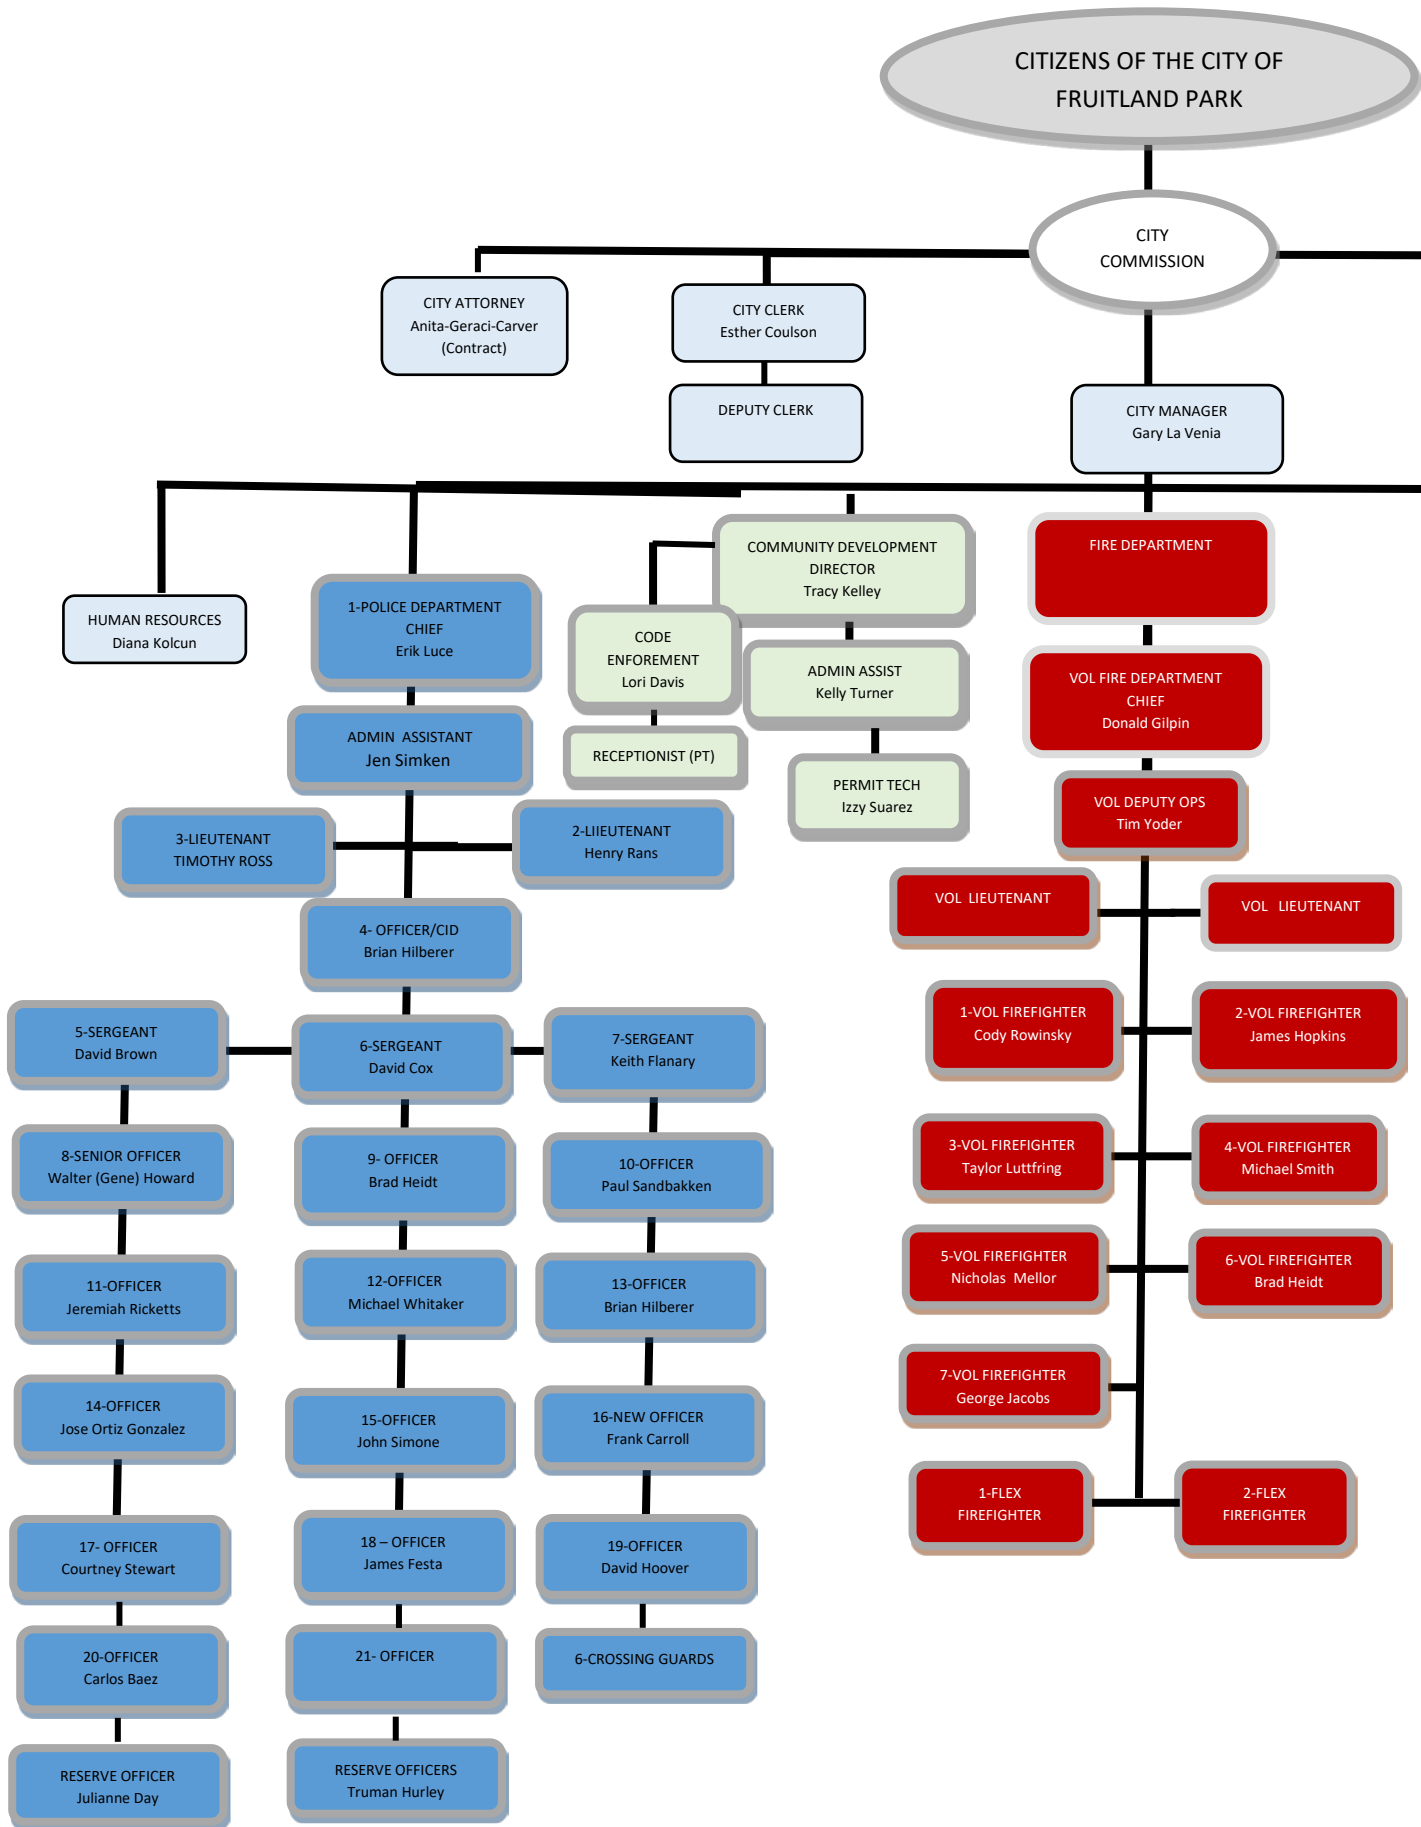 CITIZENS OF THE CITY OF
FRUITLAND PARK
CITY
COMMISSION
CITY ATTORNEY
Anita-Geraci-Carver
(Contract)
CITY CLERK
Esther Coulson
DEPUTY CLERK
CITY MANAGER
Gary La Venia
HUMAN RESOURCES
Diana Kolcun
1-POLICE DEPARTMENT
CHIEF
Erik Luce
ADMIN  ASSISTANT
Jen Simken
3-LIEUTENANT
TIMOTHY ROSS
2-LIIEUTENANT
Henry Rans
4- OFFICER/CID
Brian Hilberer
5-SERGEANT
David Brown
6-SERGEANT
David Cox
7-SERGEANT
Keith Flanary
8-SENIOR OFFICER
Walter (Gene) Howard
9- OFFICER
Brad Heidt
10-OFFICER
Paul Sandbakken
11-OFFICER
Jeremiah Ricketts
12-OFFICER
Michael Whitaker
13-OFFICER
Brian Hilberer
14-OFFICER
Jose Ortiz Gonzalez
15-OFFICER
John Simone
16-NEW OFFICER
Frank Carroll
17- OFFICER
Courtney Stewart
18 – OFFICER
James Festa
19-OFFICER
David Hoover
20-OFFICER
Carlos Baez
21- OFFICER
6-CROSSING GUARDS
RESERVE OFFICER
Julianne Day
RESERVE OFFICERS
Truman Hurley
COMMUNITY DEVELOPMENT
DIRECTOR
Tracy Kelley
CODE
ENFOREMENT
Lori Davis
RECEPTIONIST (PT)
ADMIN ASSIST
Kelly Turner
PERMIT TECH
Izzy Suarez
FIRE DEPARTMENT
VOL FIRE DEPARTMENT
CHIEF
Donald Gilpin
VOL DEPUTY OPS
Tim Yoder
VOL  LIEUTENANT
VOL   LIEUTENANT
1-VOL FIREFIGHTER
Cody Rowinsky
2-VOL FIREFIGHTER
James Hopkins
3-VOL FIREFIGHTER
Taylor Luttfring
4-VOL FIREFIGHTER
Michael Smith
5-VOL FIREFIGHTER
Nicholas  Mellor
6-VOL FIREFIGHTER
Brad Heidt
7-VOL FIREFIGHTER
George Jacobs
1-FLEX
FIREFIGHTER
2-FLEX
FIREFIGHTER